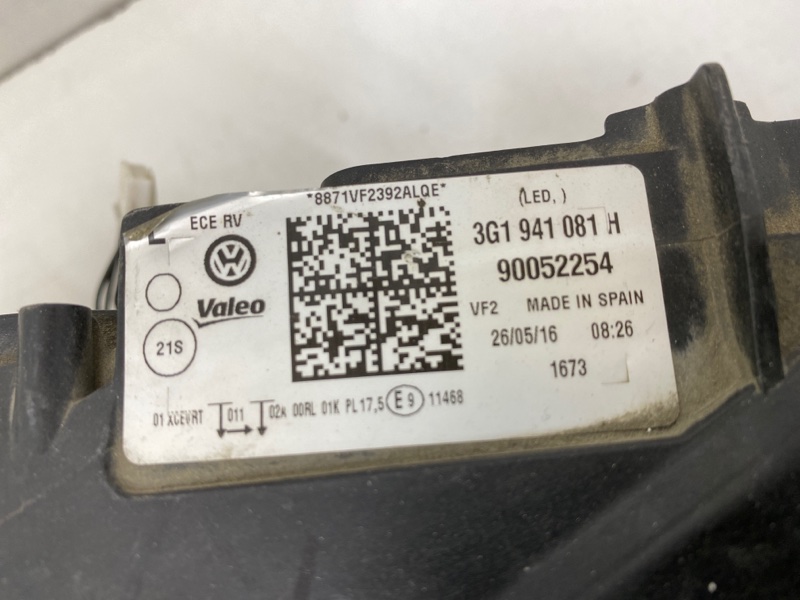 *8871VF2392ALQE*
(LED, )
L ECE RV
3G1 941 081 H
90052254
Valeo
VF2 MADE IN SPAIN
21S
26/05/16 08:26
1673
01 XCEVRT 011 02A 00RL 01K PL17,5 E9 11468